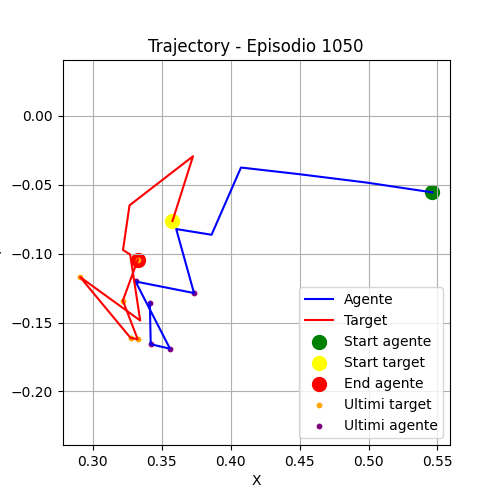 Trajectory - Episodio 1050
0.00
−0.05
−0.10
−0.15
−0.20
0.30
0.35
0.40
0.45
0.50
0.55
X
Agente
Target
Start agente
Start target
End agente
Ultimi target
Ultimi agente